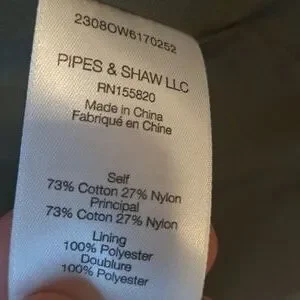 2308OW6170252
PIPES & SHAW LLC
RN155820
Made in China
Fabriqué en Chine
Self
73% Cotton 27% Nylon
Principal
73% Coton 27% Nylon
Lining
100% Polyester
Doublure
100% Polyester